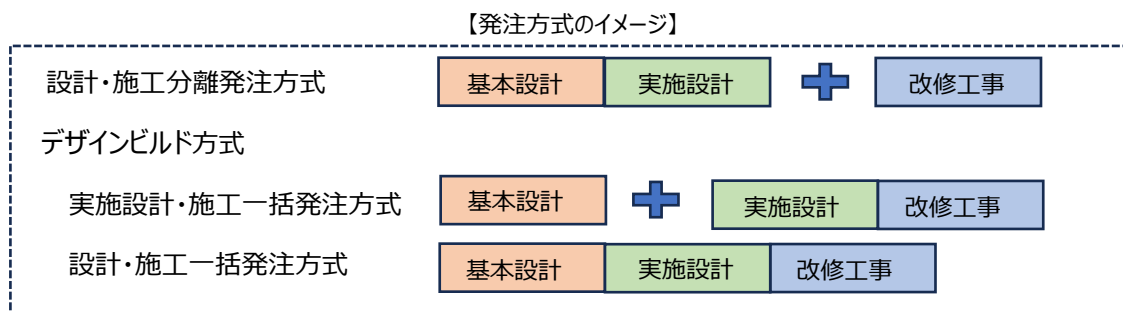 【発注方式のイメージ】
設計・施工分離発注方式 基本設計 実施設計 改修工事
デザインビルド方式
実施設計・施工一括発注方式 基本設計 実施設計 改修工事
設計・施工一括発注方式 基本設計 実施設計 改修工事